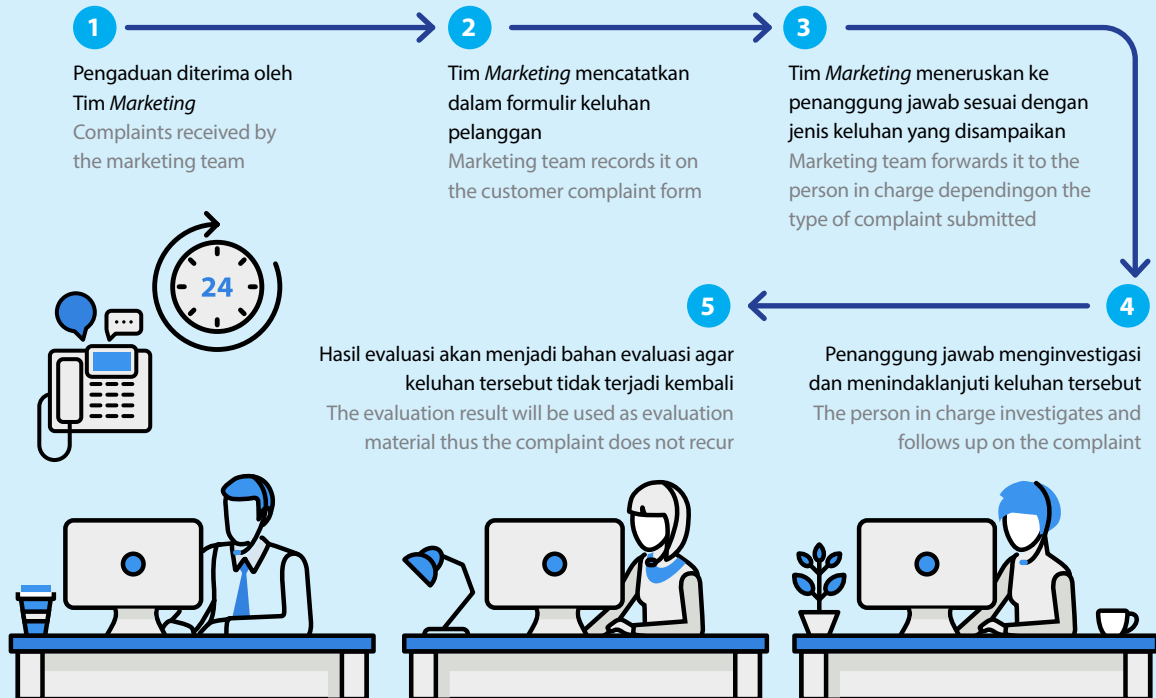 1
Pengaduan diterima oleh
Tim Marketing
Complaints received by
the marketing team
2
Tim Marketing mencatatkan
dalam formulir keluhan
pelanggan
Marketing team records it on
the customer complaint form
3
Tim Marketing meneruskan ke
penanggung jawab sesuai dengan
jenis keluhan yang disampaikan
Marketing team forwards it to the
person in charge dependingon the
type of complaint submitted
24
4
Penanggung jawab menginvestigasi
dan menindaklanjuti keluhan tersebut
The person in charge investigates and
follows up on the complaint
5
Hasil evaluasi akan menjadi bahan evaluasi agar
keluhan tersebut tidak terjadi kembali
The evaluation result will be used as evaluation
material thus the complaint does not recur